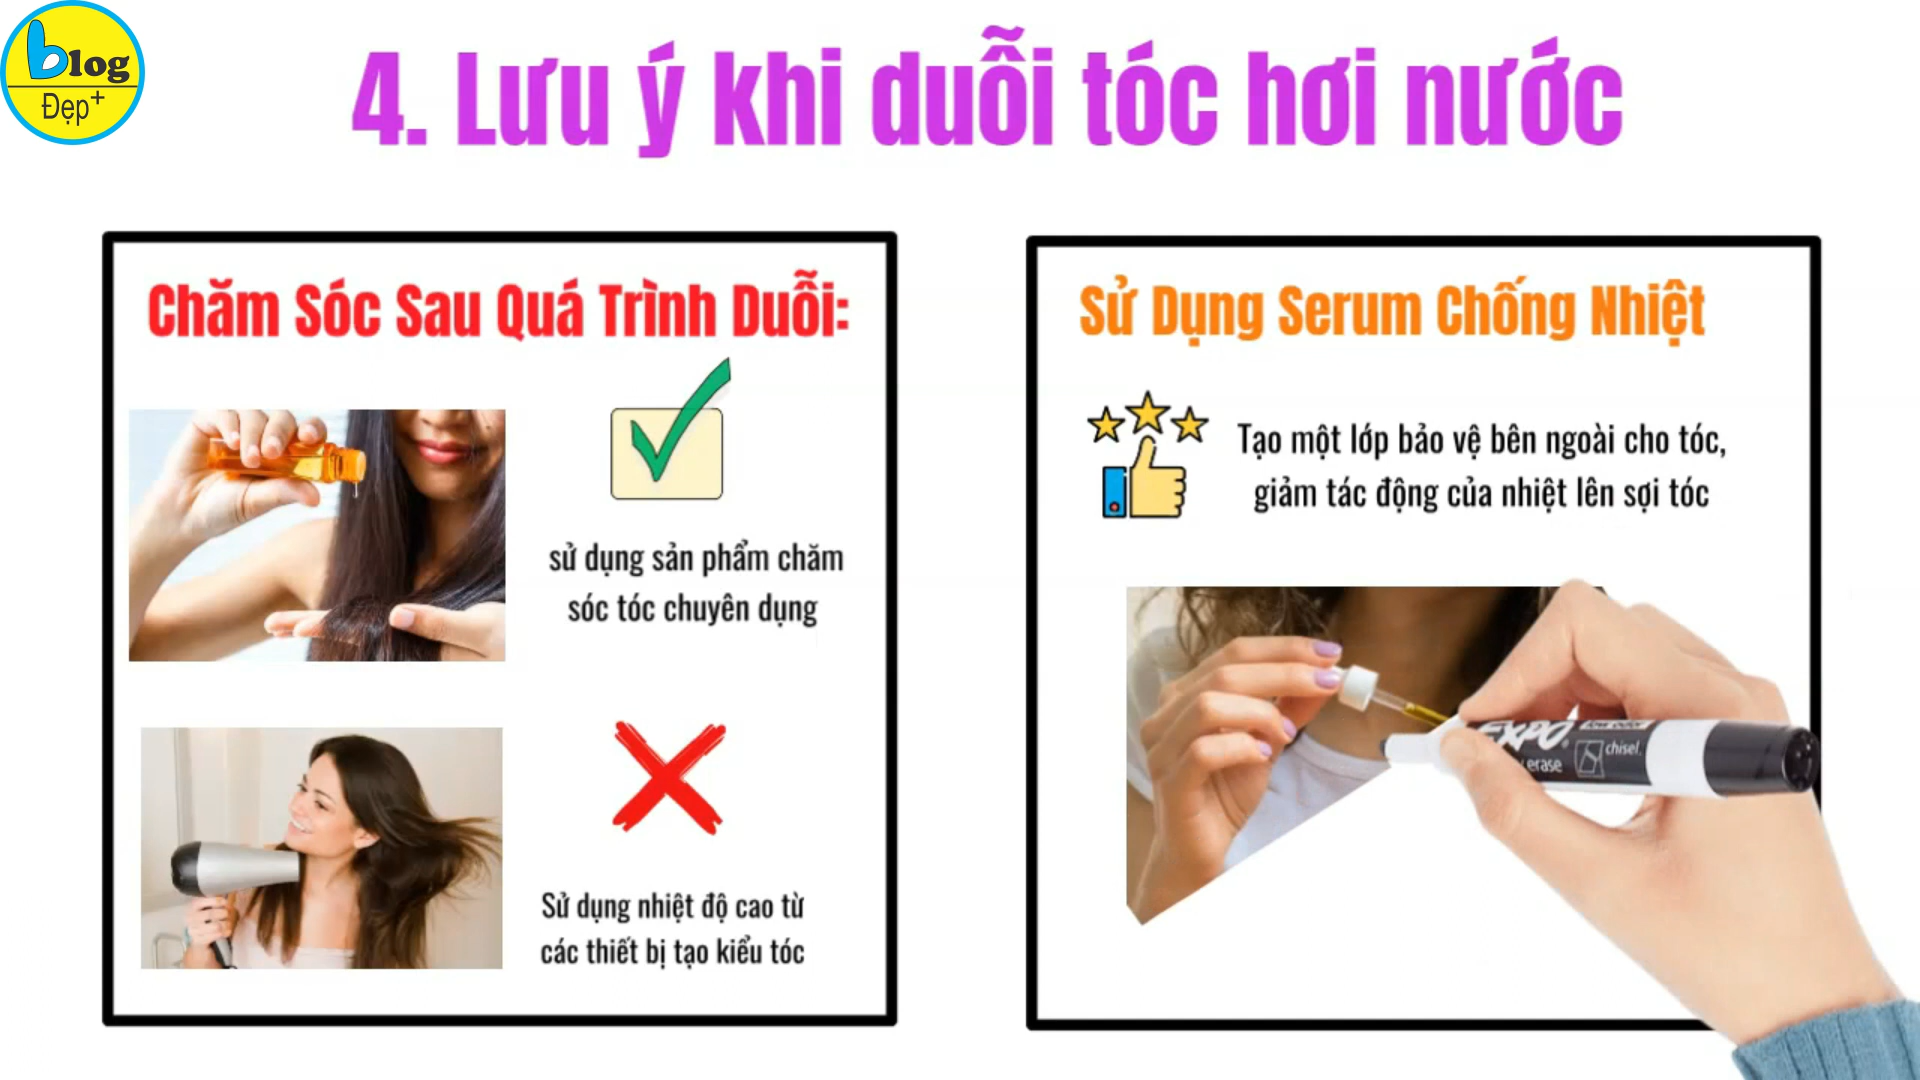 blog
Đẹp+
4. Lưu ý khi duỗi tóc hơi nước
Chăm Sóc Sau Quá Trình Duỗi:
sử dụng sản phẩm chăm
sóc tóc chuyên dụng
Sử dụng nhiệt độ cao từ
các thiết bị tạo kiểu tóc
Sử Dụng Serum Chống Nhiệt
Tạo một lớp bảo vệ bên ngoài cho tóc,
giảm tác động của nhiệt lên sợi tóc
EXPO
chisel
erase